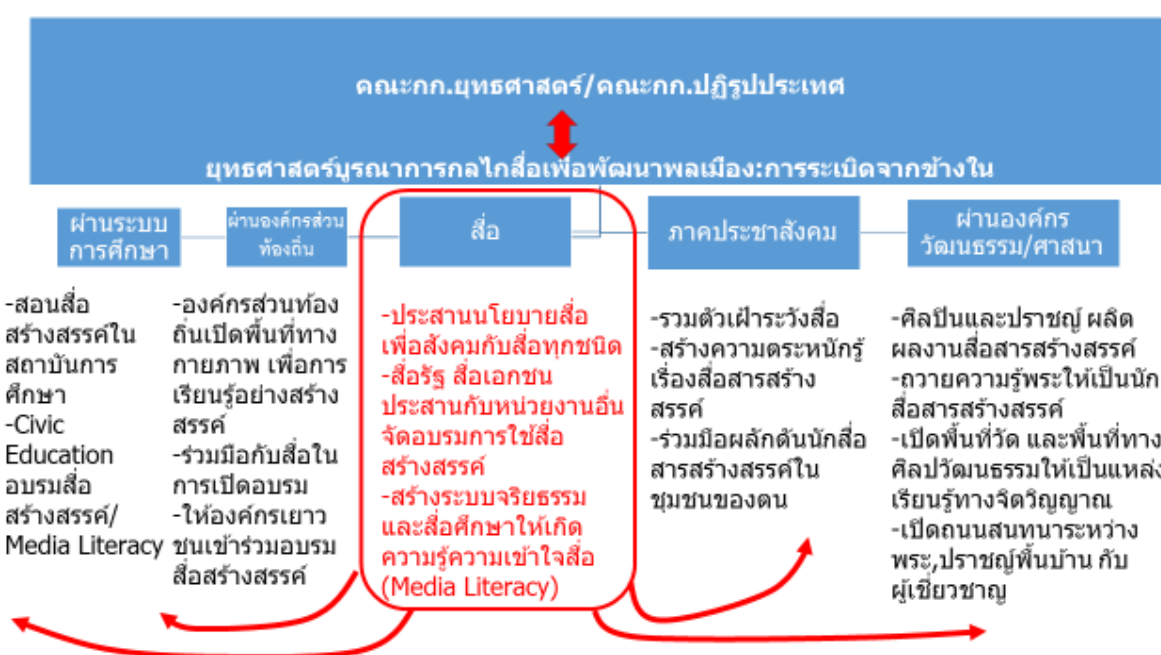 คณะกก.ยุทธศาสตร์/คณะกก.ปฏิรูปประเทศ
ยุทธศาสตร์บูรณาการกลไกสื่อเพื่อพัฒนาพลเมือง:การระเบิดจากข้างใน
ผ่านระบบ
การศึกษา
-สอนสื่อ
สร้างสรรค์ใน
สถาบันการ
ศึกษา
-Civic
Education
อบรมสื่อ
สร้างสรรค์/
Media Literacy
ผ่านองค์กรส่วน
ท้องถิ่น
-องค์กรส่วนท้อง
ถิ่นเปิดพื้นที่ทาง
กายภาพ เพื่อการ
เรียนรู้อย่างสร้าง
สรรค์
-ร่วมมือกับสื่อใน
การเปิดอบรม
-ให้องค์กรเยาว
ชนเข้าร่วมอบรม
สื่อสร้างสรรค์
สื่อ
-ประสานนโยบายสื่อ
เพื่อสังคมกับสื่อทุกชนิด
-สื่อรัฐ สื่อเอกชน
ประสานกับหน่วยงานอื่น
จัดอบรมการใช้สื่อ
สร้างสรรค์
-สร้างระบบจริยธรรม
และสื่อศึกษาให้เกิด
ความรู้ความเข้าใจสื่อ
(Media Literacy)
ภาคประชาสังคม
-รวมตัวเฝ้าระวังสื่อ
-สร้างความตระหนักรู้
เรื่องสื่อสารสร้าง
สรรค์
-ร่วมมือผลักดันนักสื่อ
สารสร้างสรรค์ใน
ชุมชนของตน
ผ่านองค์กร
วัฒนธรรม/ศาสนา
-ศิลปินและปราชญ์ ผลิต
ผลงานสื่อสารสร้างสรรค์
-ถวายความรู้พระให้เป็นนัก
สื่อสารสร้างสรรค์
-เปิดพื้นที่วัด และพื้นที่ทาง
ศิลปวัฒนธรรมให้เป็นแหล่ง
เรียนรู้ทางจิตวิญญาณ
-เปิดถนนสนทนาระหว่าง
พระ,ปราชญ์พื้นบ้าน กับ
ผู้เชี่ยวชาญ